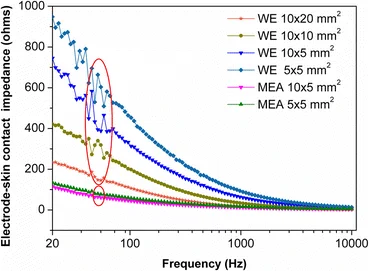 Electrode-skin contact impedance (ohms)
1000
800
600
400
200
0
WE 10x20 mm²
WE 10x10 mm²
WE 10x5 mm²
WE 5x5 mm²
MEA 10x5 mm²
MEA 5x5 mm²
20
100
1000
10000
Frequency (Hz)